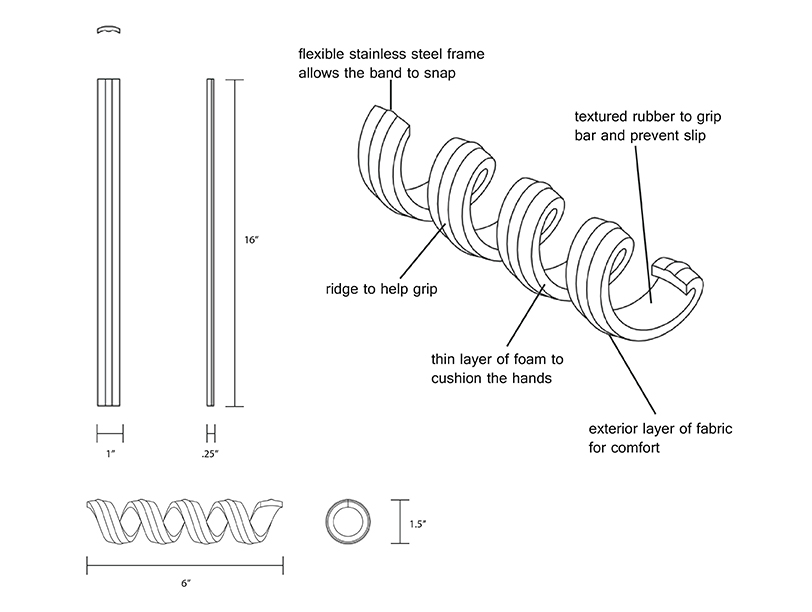 flexible stainless steel frame
allows the band to snap
textured rubber to grip
bar and prevent slip
16"
ridge to help grip
thin layer of foam to
cushion the hands
exterior layer of fabric
for comfort
1"
.25"
1.5"
6"